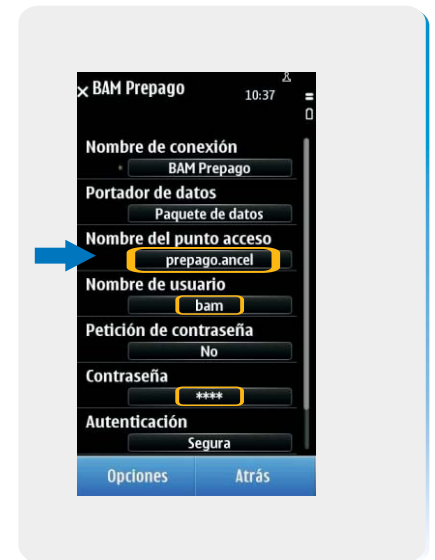 × BAM Prepago
10:37
Nombre de conexión
BAM Prepago
Portador de datos
Paquete de datos
Nombre del punto acceso
prepago.ancel
Nombre de usuario
bam
Petición de contraseña
No
Contraseña
****
Autenticación
Segura
Opciones
Atrás